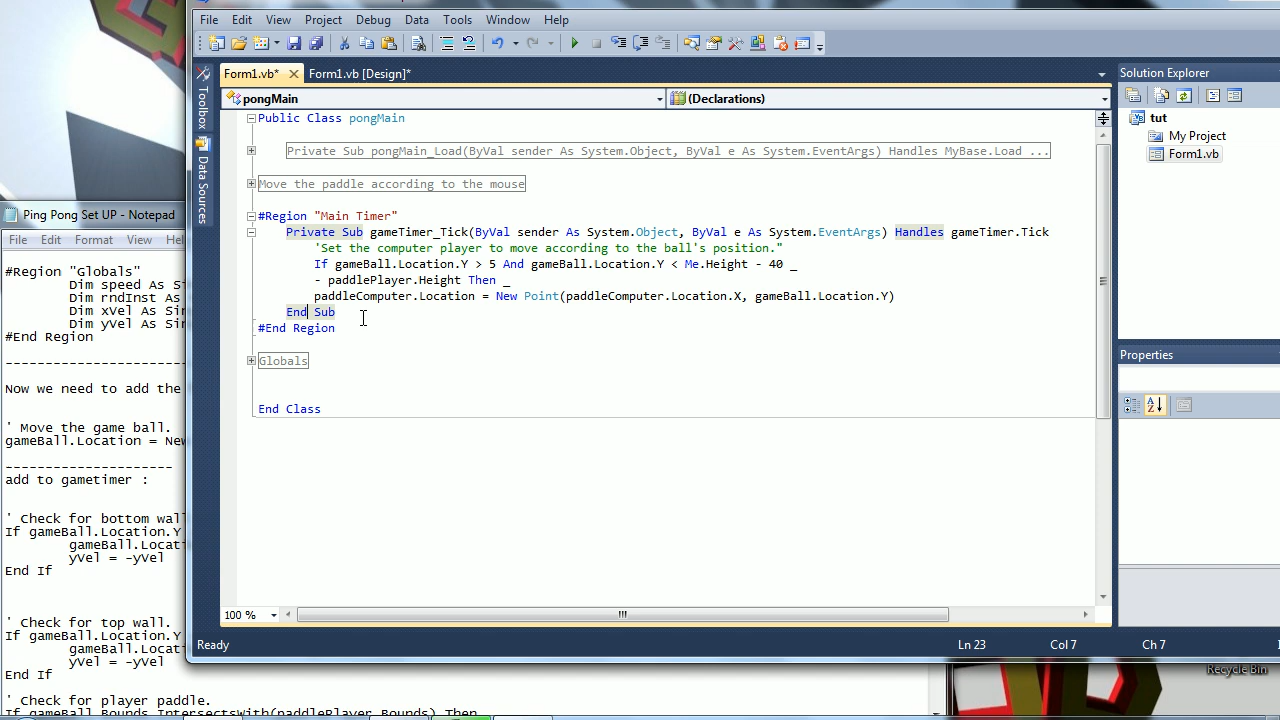 File Edit View Project Debug Data Tools Window Help
Form1.vb* Form1.vb [Design]*
pongMain (Declarations)
Toolbox
Data Sources
Public Class pongMain
Private Sub pongMain_Load(ByVal sender As System.Object, ByVal e As System.EventArgs) Handles MyBase.Load ...
Move the paddle according to the mouse
#Region "Main Timer"
Private Sub gameTimer_Tick(ByVal sender As System.Object, ByVal e As System.EventArgs) Handles gameTimer.Tick
'Set the computer player to move according to the ball's position."
If gameBall.Location.Y > 5 And gameBall.Location.Y < Me.Height - 40 _
- paddlePlayer.Height Then _
paddleComputer.Location = New Point(paddleComputer.Location.X, gameBall.Location.Y)
End Sub
#End Region
Globals
End Class
100 %
Ready Ln 23 Col 7 Ch 7
Solution Explorer
tut
My Project
Form1.vb
Properties
Ping Pong Set UP - Notepad
File Edit Format View
#Region "Globals"
Dim speed As
Dim rndInst As
Dim xVel As
Dim yVel As
#End Region
------------------------
Now we need to add the
' Move the game ball.
gameBall.Location =
---------------------
add to gametimer :
' Check for bottom
If gameBall.Location.Y
yVel = -yVel
End If
' Check for top wall.
If gameBall.Location.Y
yVel = -yVel
End If
' Check for player paddle.
If gameBall.Bounds.IntersectsWith(paddlePlayer.Bounds) Then
Recycle Bin